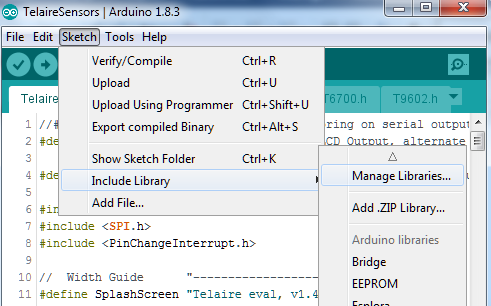 TelaireSensors | Arduino 1.8.3
File Edit Sketch Tools Help
Verify/Compile Ctrl+R
Upload Ctrl+U
Upload Using Programmer Ctrl+Shift+U
Export compiled Binary Ctrl+Alt+S
Show Sketch Folder Ctrl+K
Include Library
Add File...
Manage Libraries...
Add .ZIP Library...
Arduino libraries
Bridge
EEPROM
Telaire T6700.h T9602.h
1 //# ring on serial output
2 #de CD Output, alternate
3
4 #de
5
6 #in
7 #include <SPI.h>
8 #include <PinChangeInterrupt.h>
9
10 // Width Guide "--------------------
11 #define SplashScreen "Telaire eval, v1.4